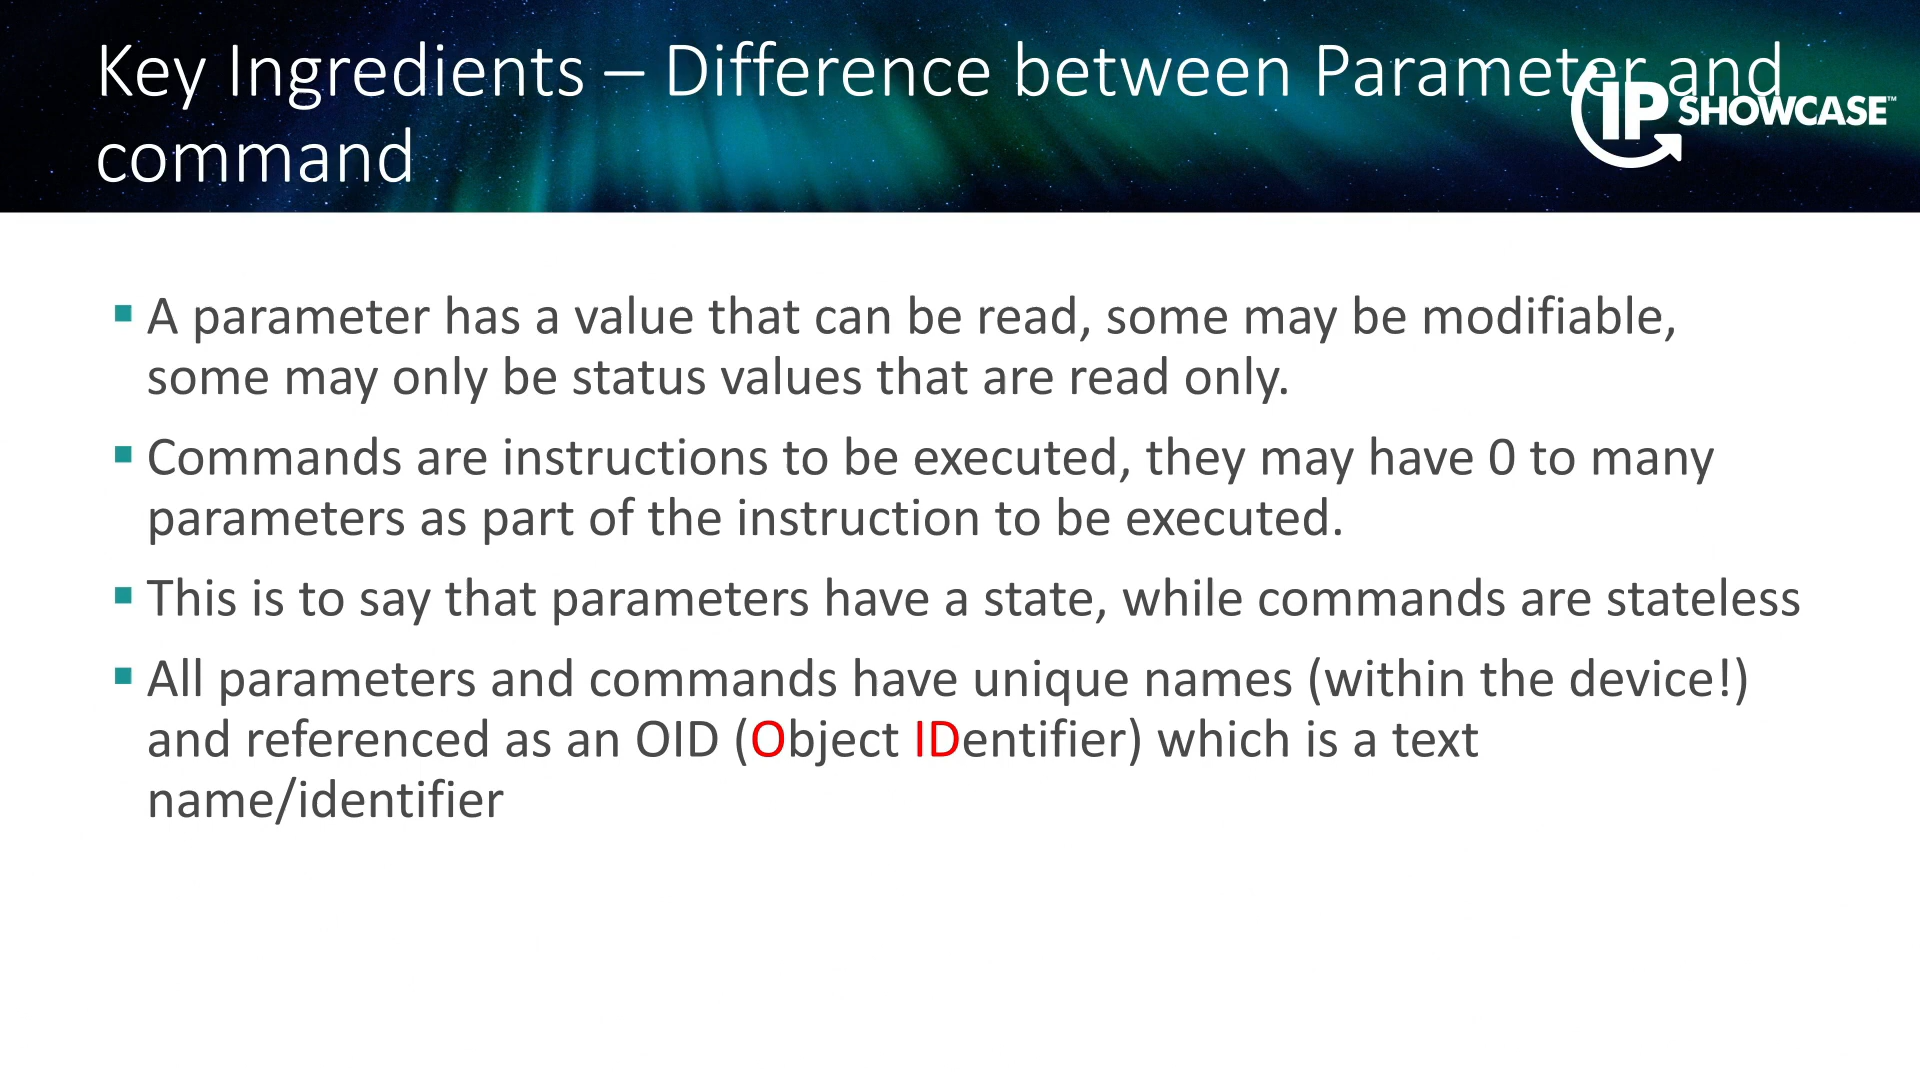 Key Ingredients – Difference between Parameter and
command
IP SHOWCASE™
A parameter has a value that can be read, some may be modifiable,
some may only be status values that are read only.
Commands are instructions to be executed, they may have 0 to many
parameters as part of the instruction to be executed.
This is to say that parameters have a state, while commands are stateless
All parameters and commands have unique names (within the device!)
and referenced as an OID (Object IDentifier) which is a text
name/identifier